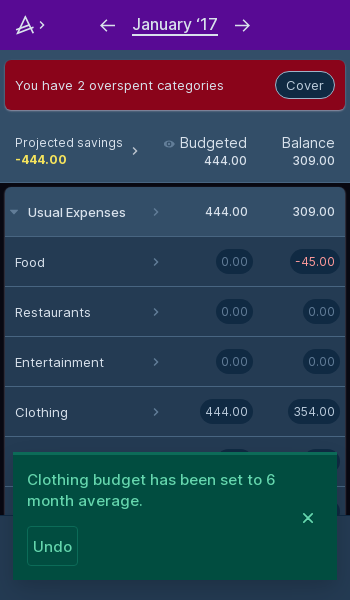 January ‘17
You have 2 overspent categories
Cover
Projected savings
-444.00
Budgeted
444.00
Balance
309.00
Usual Expenses 444.00 309.00
Food 0.00 -45.00
Restaurants 0.00 0.00
Entertainment 0.00 0.00
Clothing 444.00 354.00
Clothing budget has been set to 6
month average.
Undo